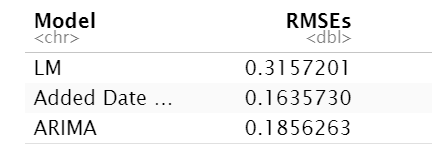 Model RMSEs
<chr> <dbl>
LM 0.3157201
Added Date ... 0.1635730
ARIMA 0.1856263